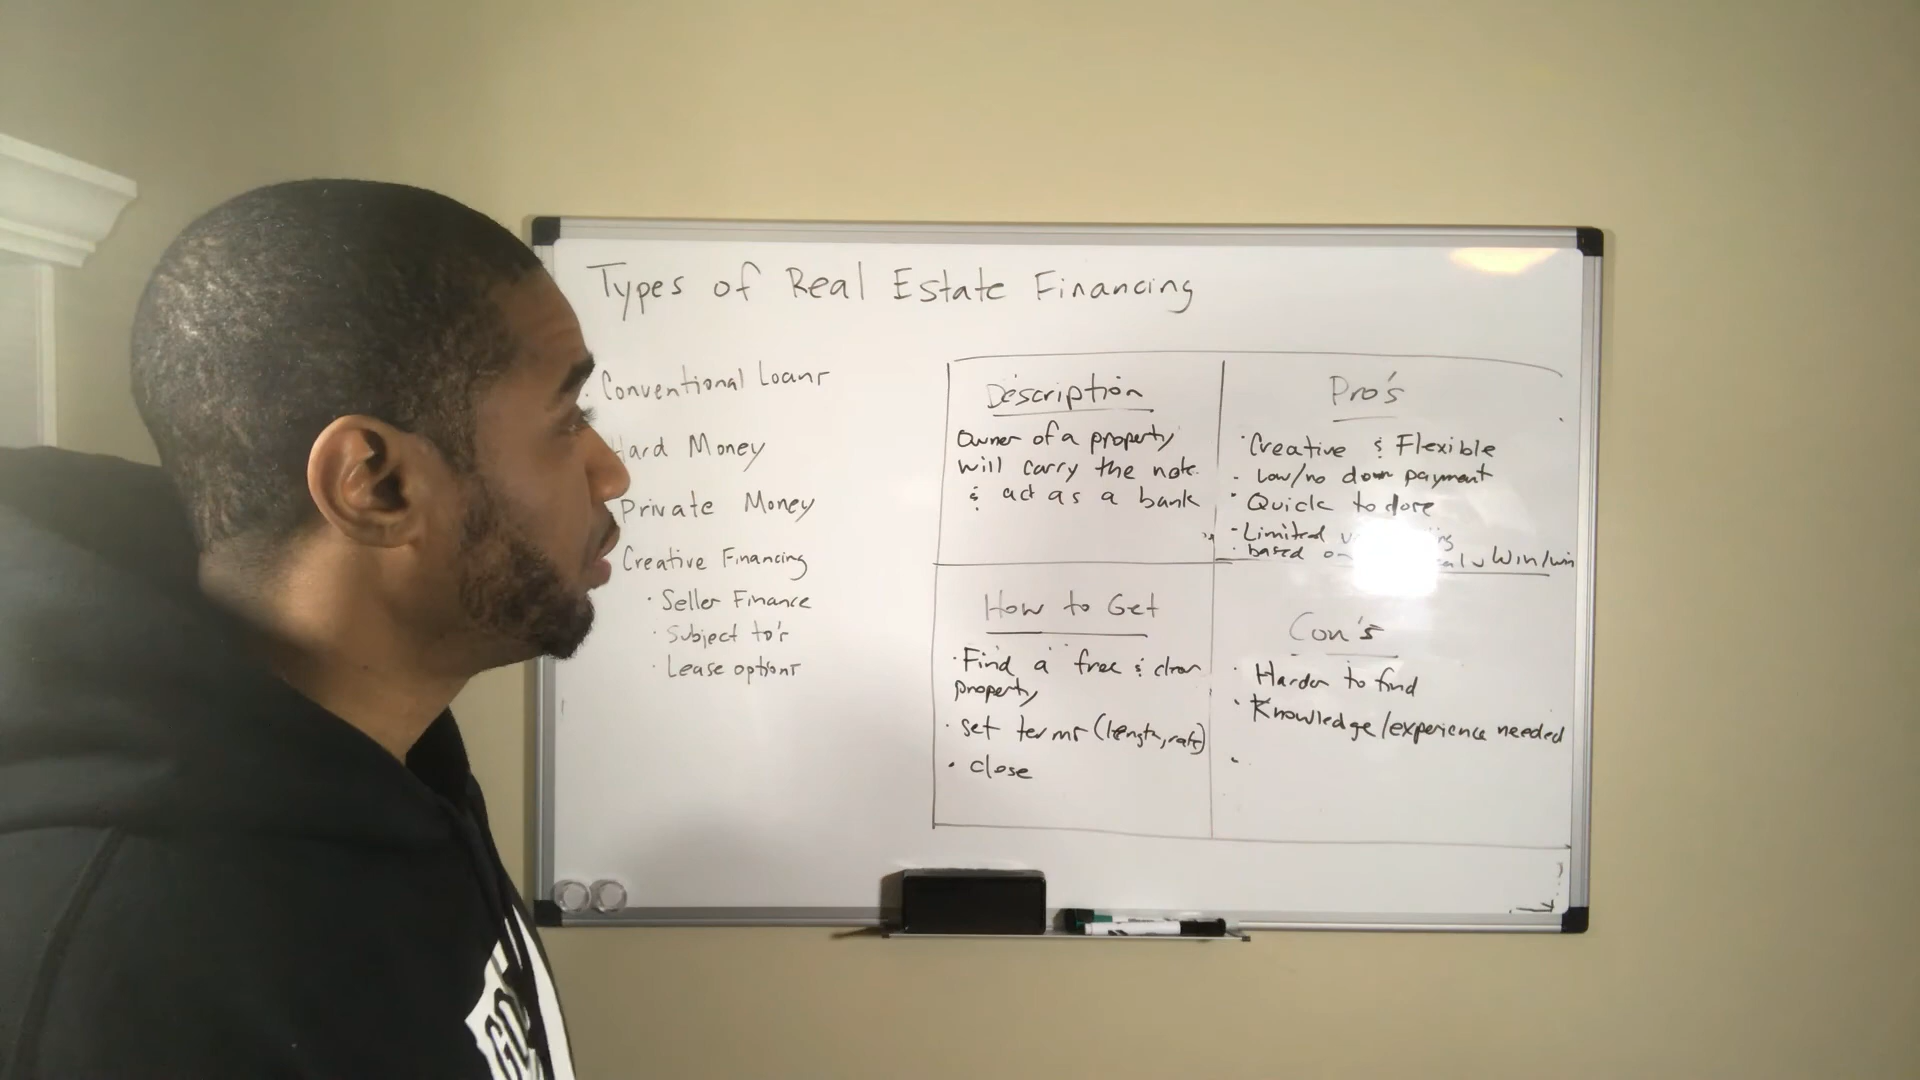 Types of Real Estate Financing
Conventional Loans
Hard Money
Private Money
Creative Financing
· Seller Finance
· Subject to's
· Lease options
Description
Owner of a property
will carry the note
& act as a bank
Pro's
· Creative & Flexible
- Low/no down payment
· Quick to close
- Limited
· based on Win/win
How to Get
· Find a free & clear
property
· set terms (length, rate)
· close
Con's
· Harder to find
· Knowledge/experience needed